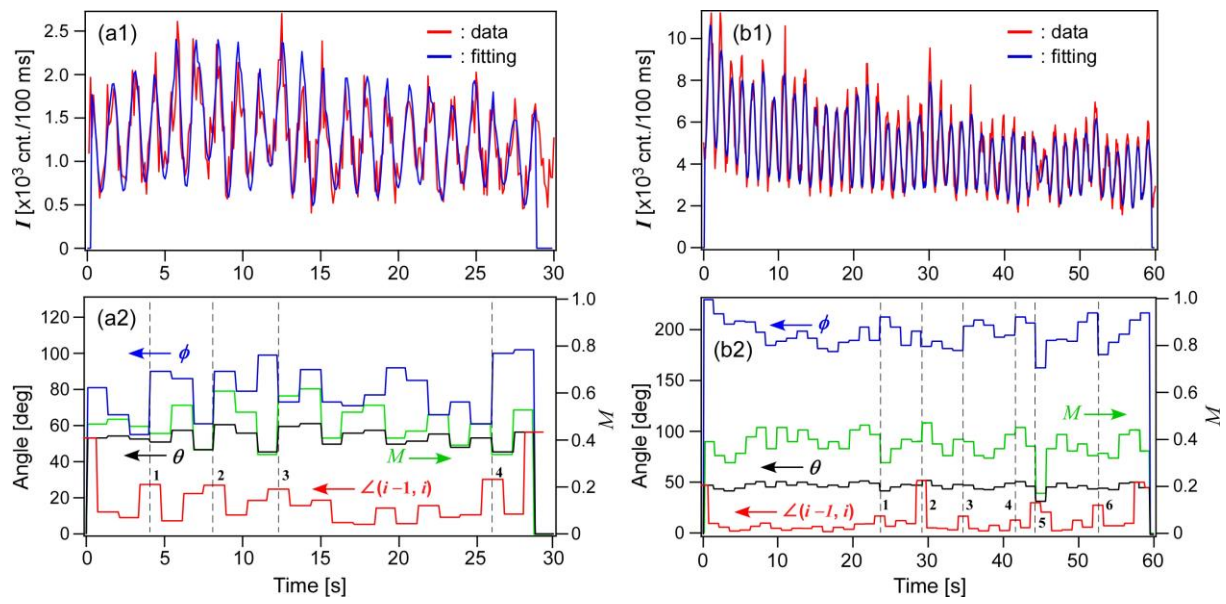 (a1)
: data
: fitting
I [x10³ cnt./100 ms]
2.5
2.0
1.5
1.0
0.5
0
0 5 10 15 20 25 30
(b1)
: data
: fitting
I [x10³ cnt./100 ms]
10
8
6
4
2
0
0 10 20 30 40 50 60
(a2)
Angle [deg]
120
100
80
60
40
20
0
ϕ
θ
M
∠(i−1, i)
1 2 3 4
1.0
0.8
0.6
0.4
0.2
0
M
0 5 10 15 20 25 30
Time [s]
(b2)
Angle [deg]
200
150
100
50
0
ϕ
M
θ
∠(i−1, i)
1 2 3 4 5 6
1.0
0.8
0.6
0.4
0.2
0
M
0 10 20 30 40 50 60
Time [s]